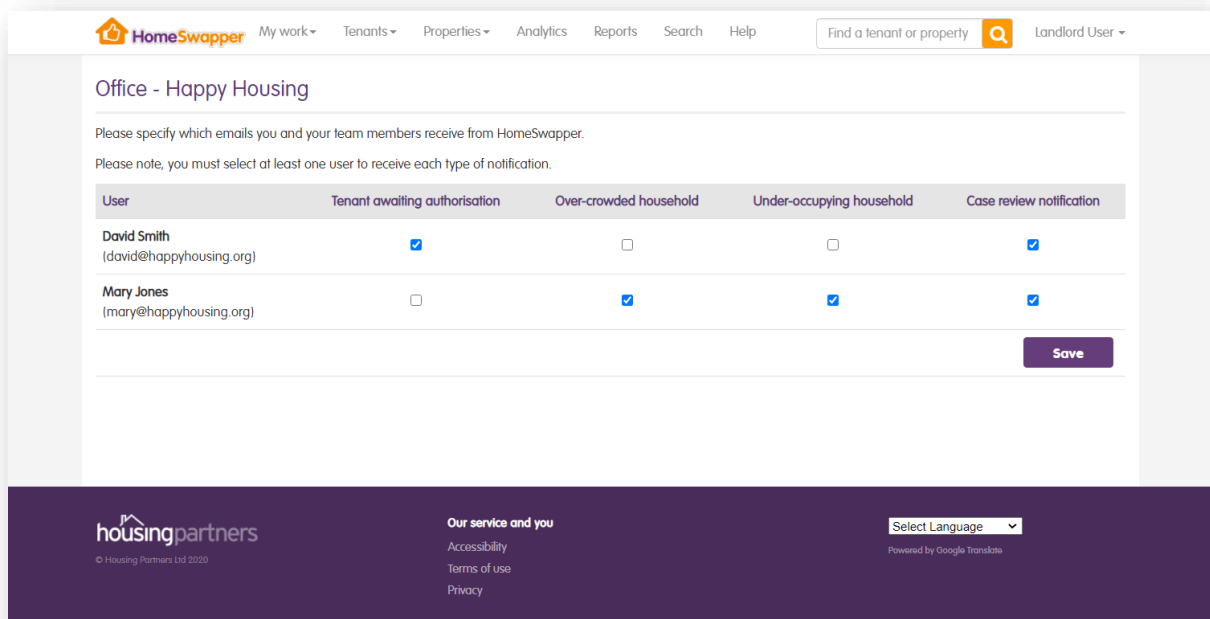 HomeSwapper My work Tenants Properties Analytics Reports Search Help Find a tenant or property Landlord User
Office - Happy Housing
Please specify which emails you and your team members receive from HomeSwapper.
Please note, you must select at least one user to receive each type of notification.
User Tenant awaiting authorisation Over-crowded household Under-occupying household Case review notification
David Smith
(david@happyhousing.org)
Mary Jones
(mary@happyhousing.org)
Save
housingpartners
© Housing Partners Ltd 2020
Our service and you
Accessibility
Terms of use
Privacy
Select Language
Powered by Google Translate